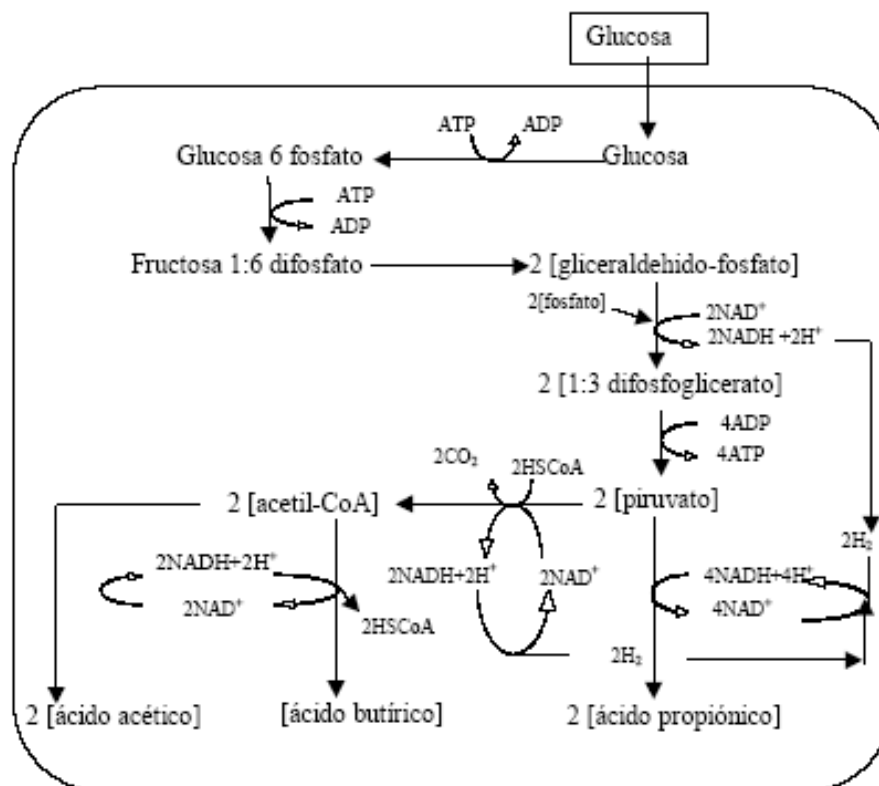 Glucosa
ATP ADP
Glucosa 6 fosfato Glucosa
ATP
ADP
Fructosa 1:6 difosfato 2 [gliceraldehido-fosfato]
2[fosfato] 2NAD⁺
2NADH +2H⁺
2 [1:3 difosfoglicerato]
4ADP
4ATP
2CO₂ 2HSCoA
2 [acetil-CoA] 2 [piruvato]
2H₂
2NADH+2H⁺ 2NADH+2H⁺ 2NAD⁺ 4NADH+4H⁺
2NAD⁺ 4NAD⁺
2HSCoA
2H₂
2 [ácido acético] [ácido butírico] 2 [ácido propiónico]